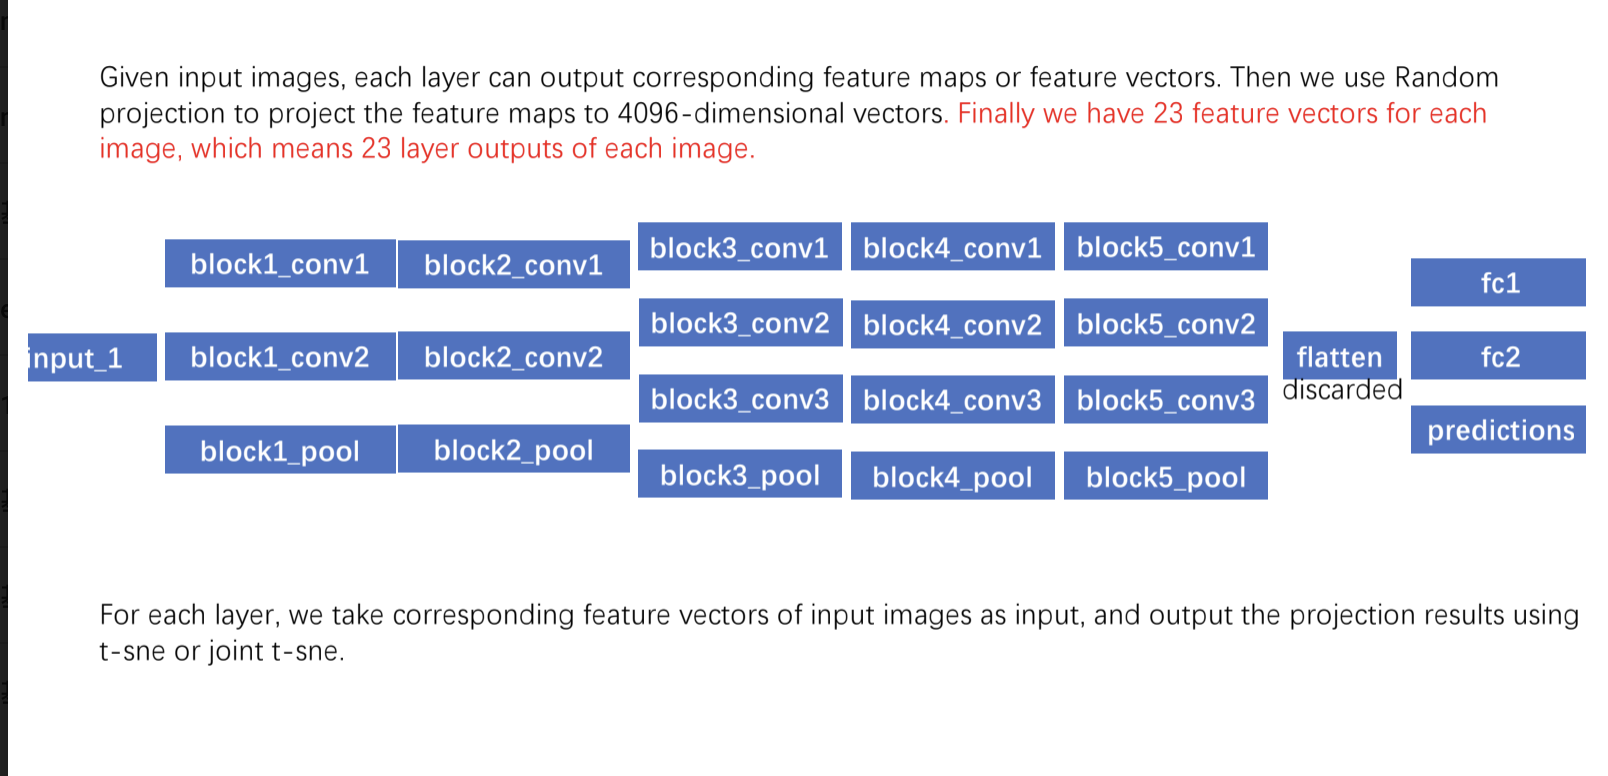 Given input images, each layer can output corresponding feature maps or feature vectors. Then we use Random
projection to project the feature maps to 4096-dimensional vectors. Finally we have 23 feature vectors for each
image, which means 23 layer outputs of each image.
input_1
block1_conv1
block1_conv2
block1_pool
block2_conv1
block2_conv2
block2_pool
block3_conv1
block3_conv2
block3_conv3
block3_pool
block4_conv1
block4_conv2
block4_conv3
block4_pool
block5_conv1
block5_conv2
block5_conv3
block5_pool
flatten
discarded
fc1
fc2
predictions
For each layer, we take corresponding feature vectors of input images as input, and output the projection results using
t-sne or joint t-sne.